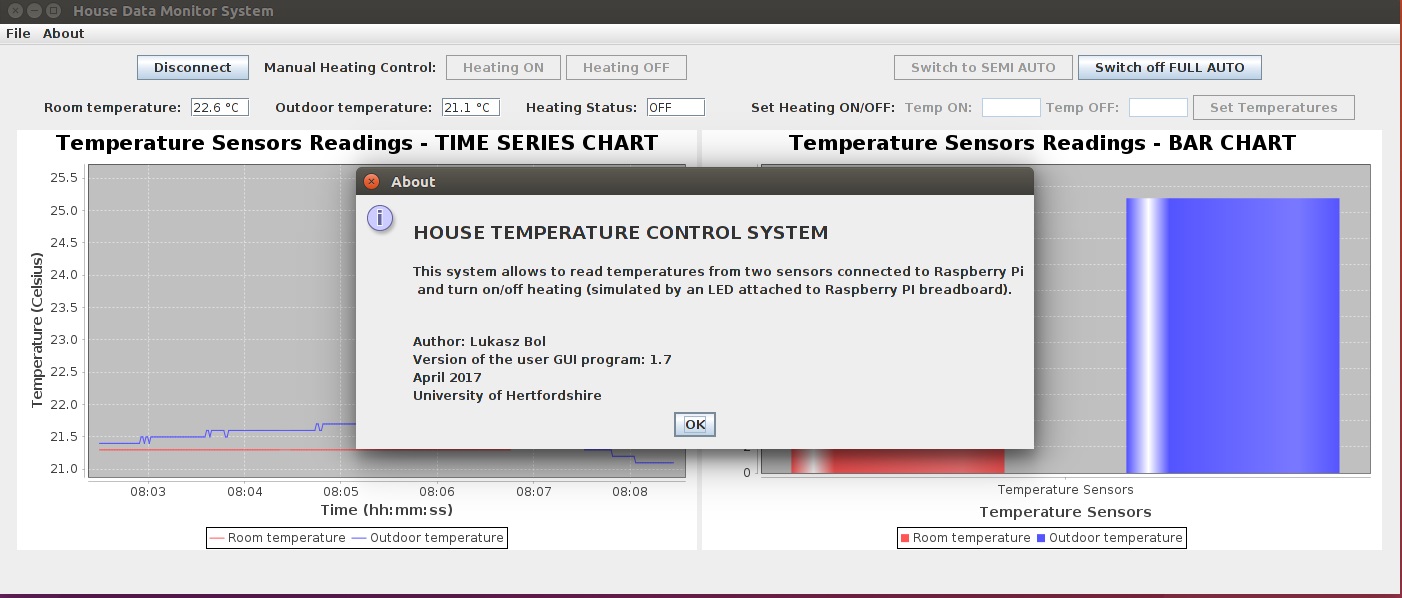 House Data Monitor System
File About
Disconnect Manual Heating Control: Heating ON Heating OFF Switch to SEMI AUTO Switch off FULL AUTO
Room temperature: 22.6 °C Outdoor temperature: 21.1 °C Heating Status: OFF Set Heating ON/OFF: Temp ON: Temp OFF: Set Temperatures
Temperature Sensors Readings - TIME SERIES CHART
25.5
25.0
24.5
24.0
23.5
23.0
22.5
22.0
21.5
21.0
Temperature (Celsius)
08:03 08:04 08:05 08:06 08:07 08:08
Time (hh:mm:ss)
Room temperature Outdoor temperature
About
HOUSE TEMPERATURE CONTROL SYSTEM
This system allows to read temperatures from two sensors connected to Raspberry Pi
and turn on/off heating (simulated by an LED attached to Raspberry PI breadboard).
Author: Lukasz Bol
Version of the user GUI program: 1.7
April 2017
University of Hertfordshire
OK
Temperature Sensors Readings - BAR CHART
0
Temperature Sensors
Temperature Sensors
Room temperature Outdoor temperature